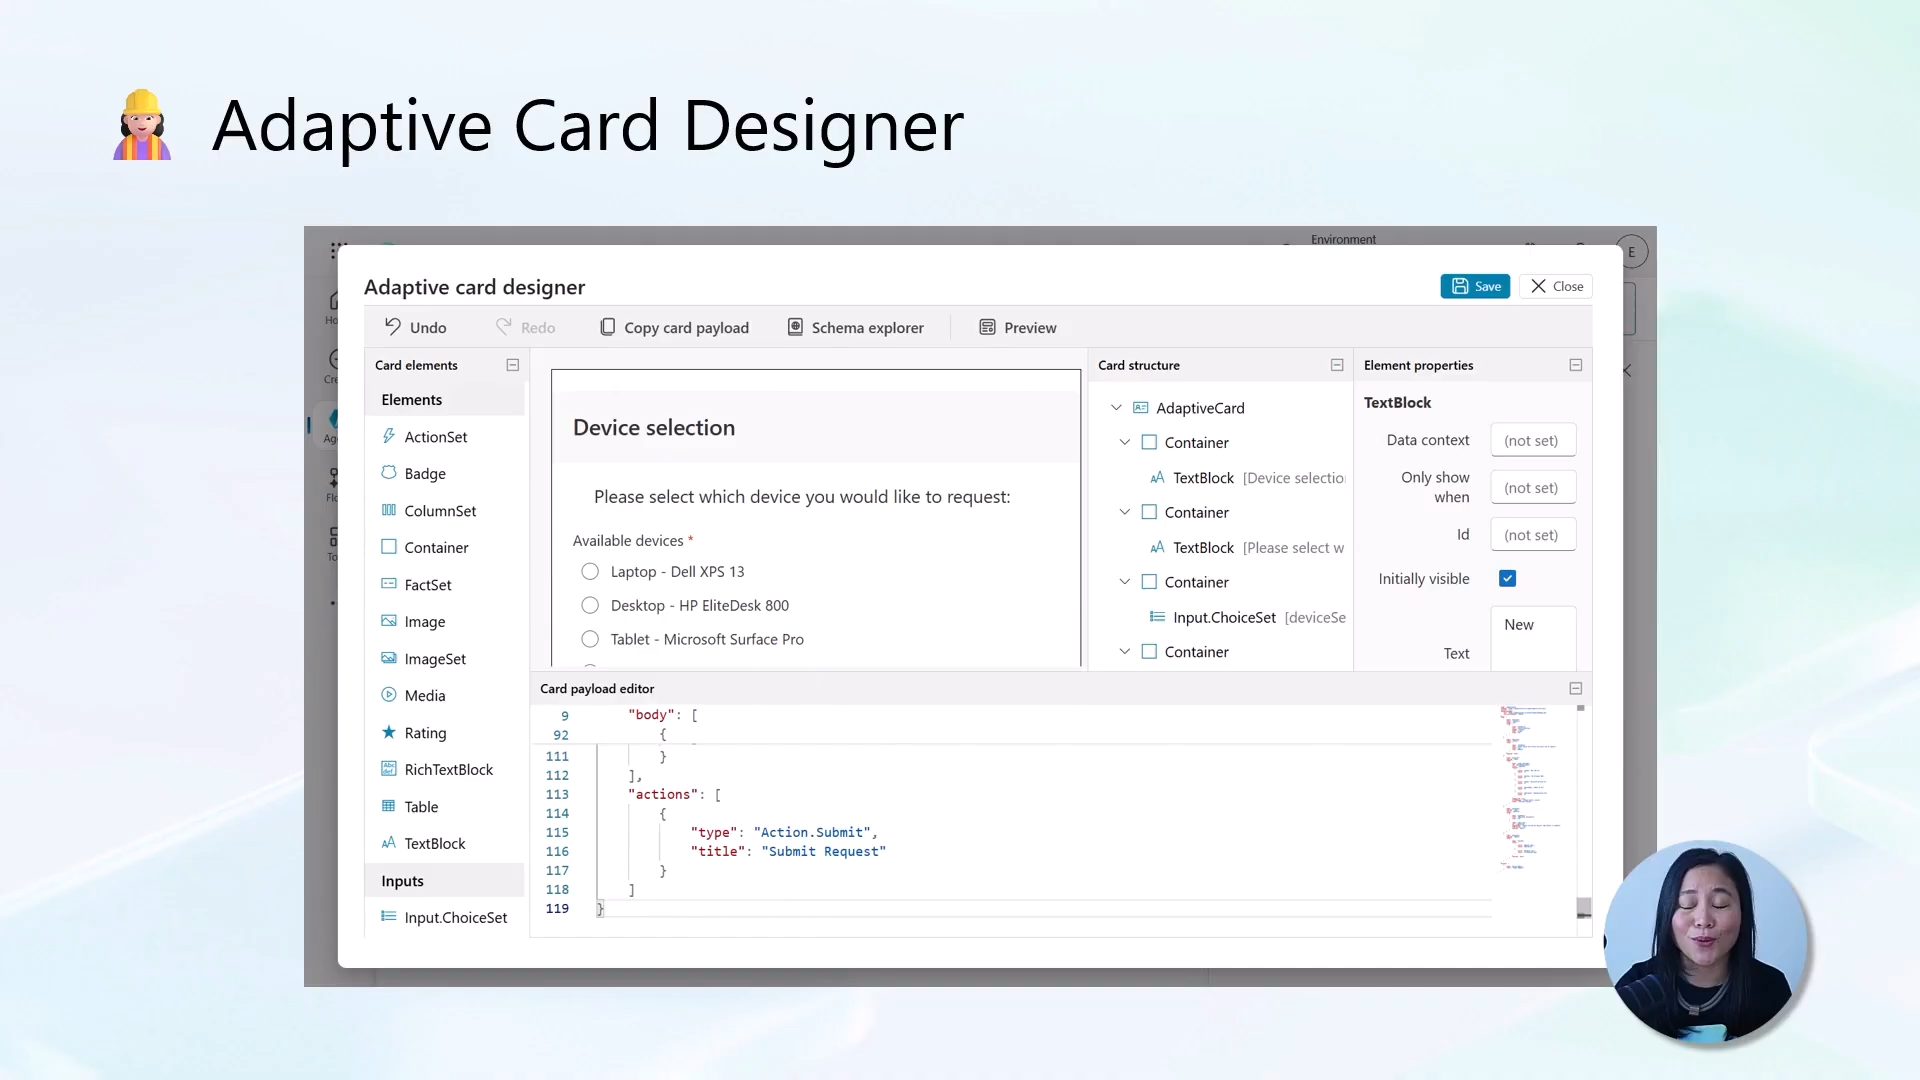 Adaptive Card Designer
Environment
E
Adaptive card designer
Save
Close
Undo
Redo
Copy card payload
Schema explorer
Preview
Card elements
Elements
ActionSet
Badge
ColumnSet
Container
FactSet
Image
ImageSet
Media
Rating
RichTextBlock
Table
TextBlock
Inputs
Input.ChoiceSet
Device selection
Please select which device you would like to request:
Available devices *
Laptop - Dell XPS 13
Desktop - HP EliteDesk 800
Tablet - Microsoft Surface Pro
Card structure
AdaptiveCard
Container
TextBlock [Device selectio
Container
TextBlock [Please select w
Container
Input.ChoiceSet [deviceSe
Container
Element properties
TextBlock
Data context (not set)
Only show when (not set)
Id (not set)
Initially visible
Text New
Card payload editor
9 "body": [
92 {
111 }
112 ],
113 "actions": [
114 {
115 "type": "Action.Submit",
116 "title": "Submit Request"
117 }
118 ]
119 }